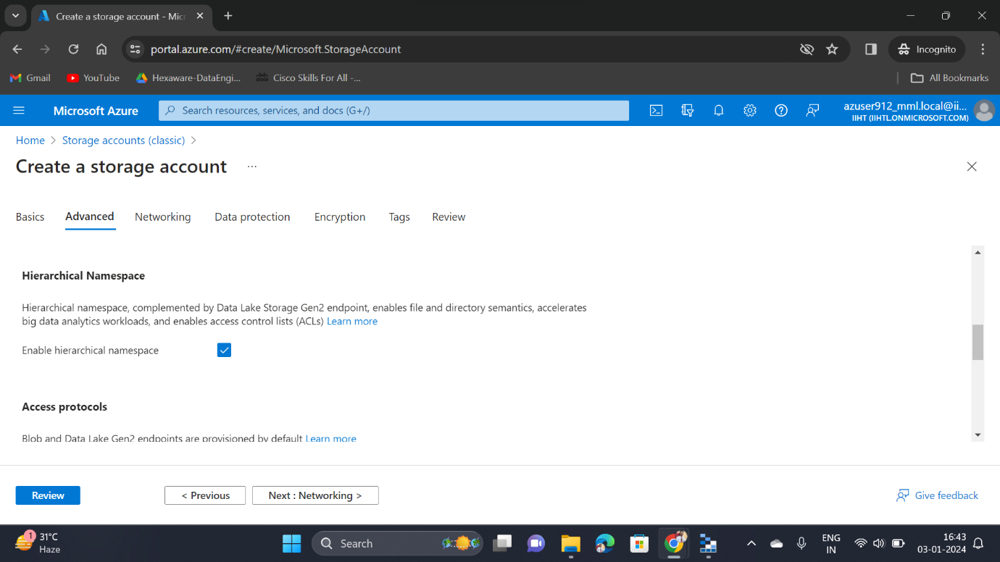 Create a storage account - Mic
portal.azure.com/#create/Microsoft.StorageAccount
Incognito
Gmail
YouTube
Hexaware-DataEngi...
Cisco Skills For All -...
All Bookmarks
Microsoft Azure
Search resources, services, and docs (G+/)
azuser912_mml.local@ii...
IIHT (IIHTL.ONMICROSOFT.COM)
Home > Storage accounts (classic) >
Create a storage account ...
Basics
Advanced
Networking
Data protection
Encryption
Tags
Review
Hierarchical Namespace
Hierarchical namespace, complemented by Data Lake Storage Gen2 endpoint, enables file and directory semantics, accelerates
big data analytics workloads, and enables access control lists (ACLs) Learn more
Enable hierarchical namespace
Access protocols
Blob and Data Lake Gen2 endpoints are provisioned by default Learn more
Review
< Previous
Next : Networking >
Give feedback
1
31°C
Haze
Search
ENG
IN
16:43
03-01-2024